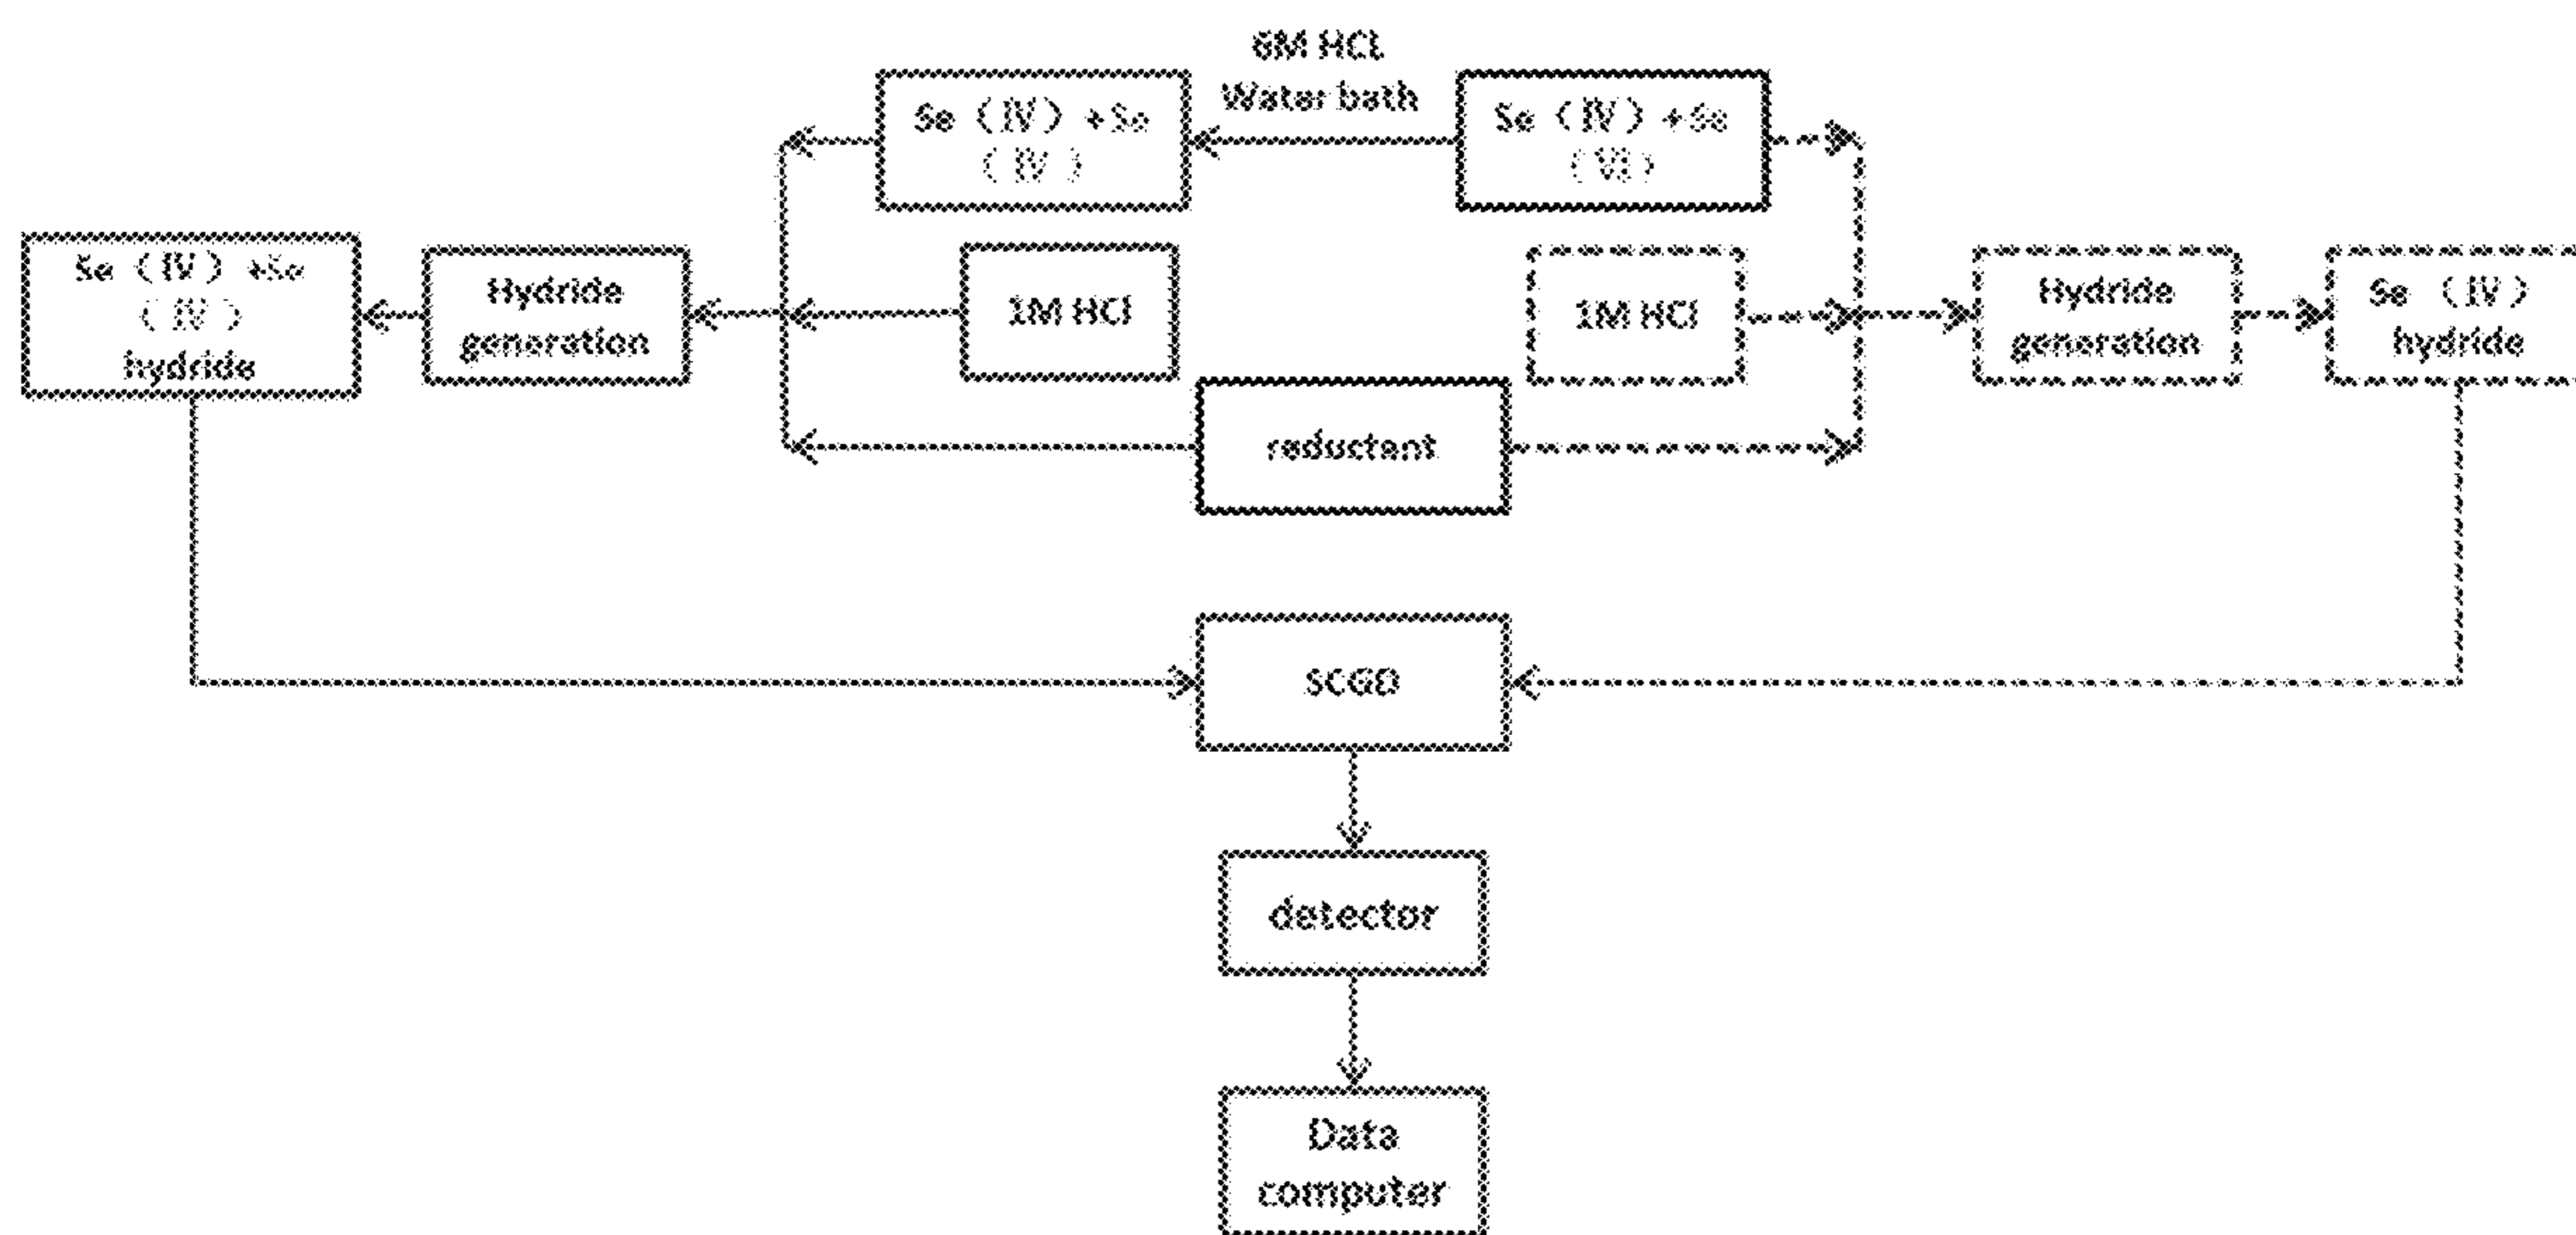 6M HCL
Water bath
Se （IV）+Se
（IV）
Se （IV）+Se
（VI）
Se （IV）+Se
（IV）
hydride
Hydride
generation
1M HCl
1M HCl
Hydride
generation
Se （IV）
hydride
reductant
SCGD
detector
Data
computer